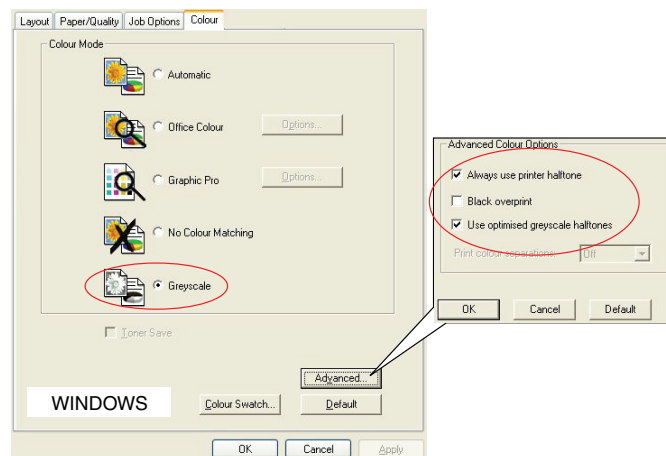 Layout Paper/Quality Job Options Colour
Colour Mode
Automatic
Office Colour Options...
Graphic Pro Options...
No Colour Matching
Greyscale
Toner Save
Advanced...
WINDOWS Colour Swatch... Default
OK Cancel Apply
Advanced Colour Options
Always use printer halftone
Black overprint
Use optimised greyscale halftones
Print colour separations: Off
OK Cancel Default